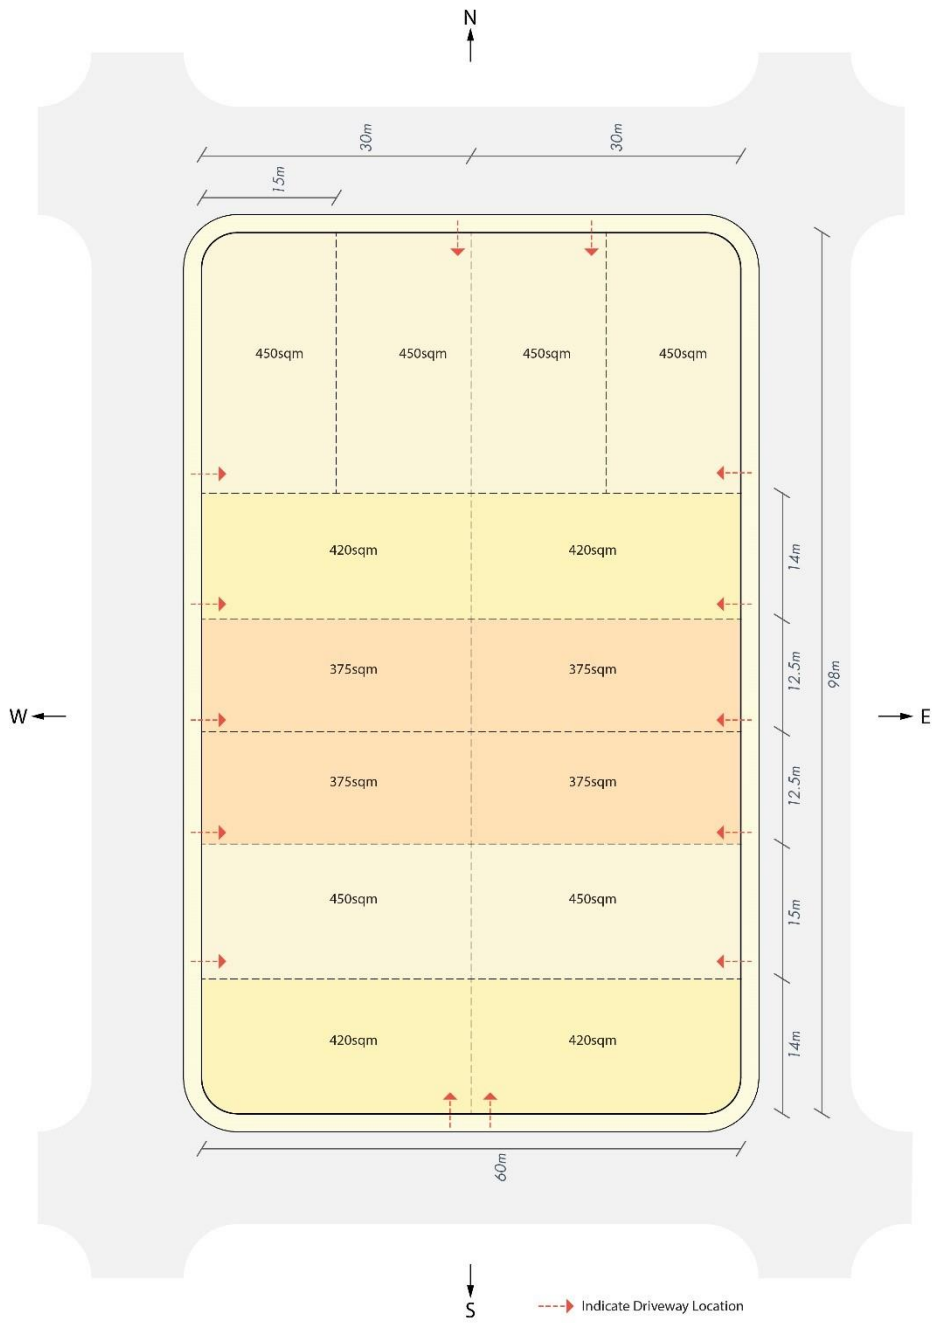 N
30m 30m
15m
450sqm 450sqm 450sqm 450sqm
420sqm 420sqm 14m
375sqm 375sqm 12.5m 98m
W E
375sqm 375sqm 12.5m
450sqm 450sqm 15m
420sqm 420sqm 14m
60m
S
Indicate Driveway Location